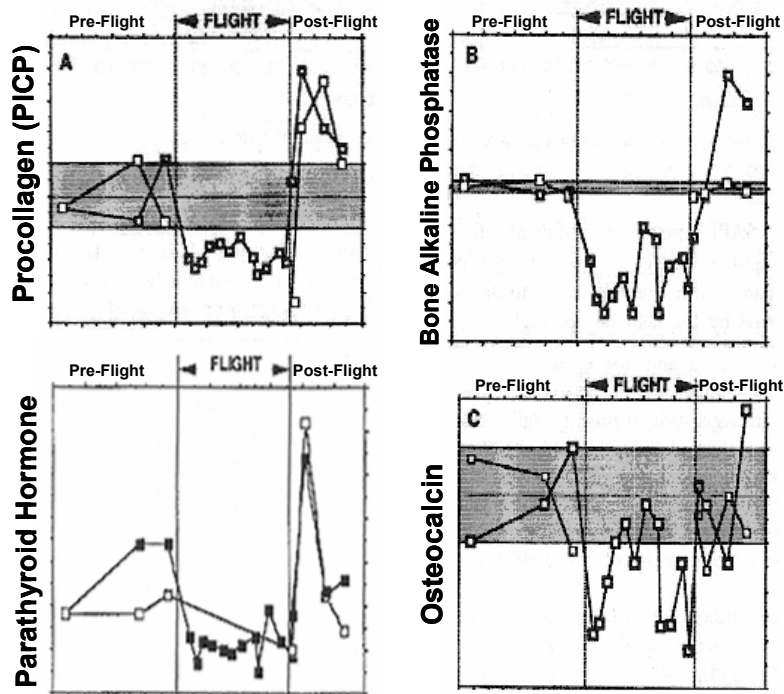 Pre-Flight
FLIGHT
Post-Flight
A
Procollagen (PICP)
Pre-Flight
FLIGHT
Post-Flight
B
Bone Alkaline Phosphatase
Pre-Flight
FLIGHT
Post-Flight
Parathyroid Hormone
Pre-Flight
FLIGHT
Post-Flight
C
Osteocalcin